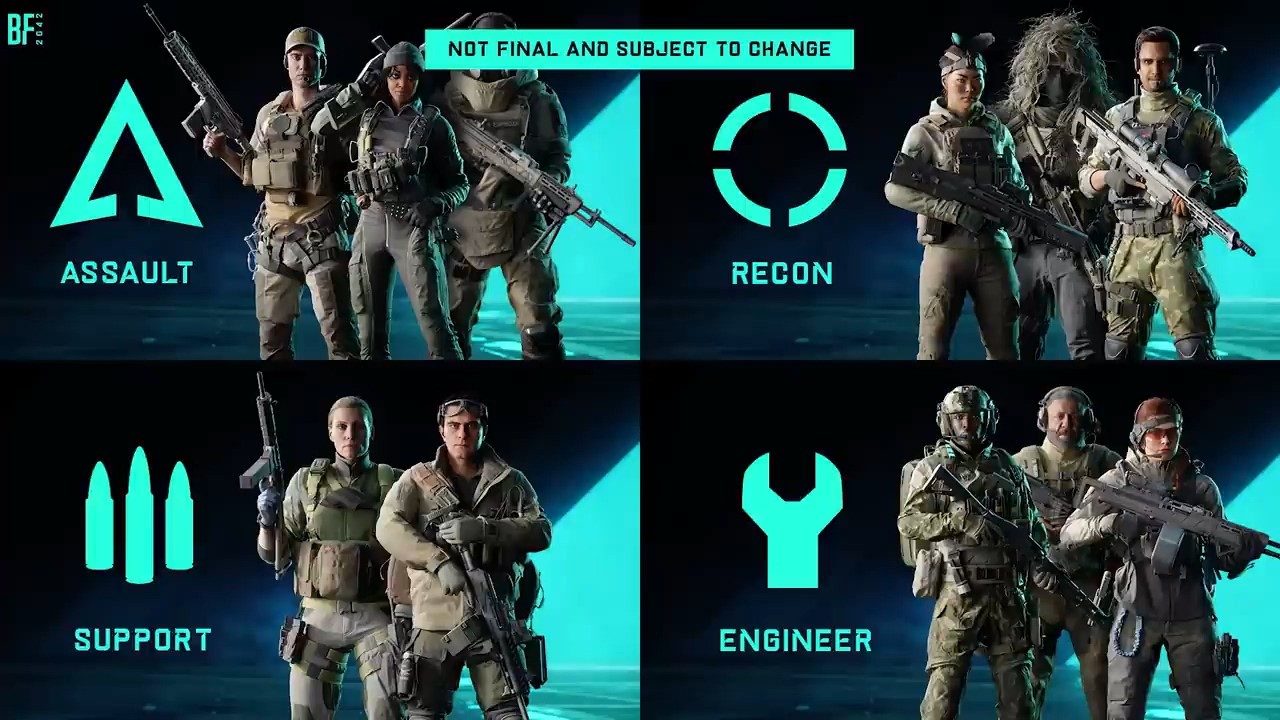 BF 2042
NOT FINAL AND SUBJECT TO CHANGE
ASSAULT
RECON
SUPPORT
ENGINEER